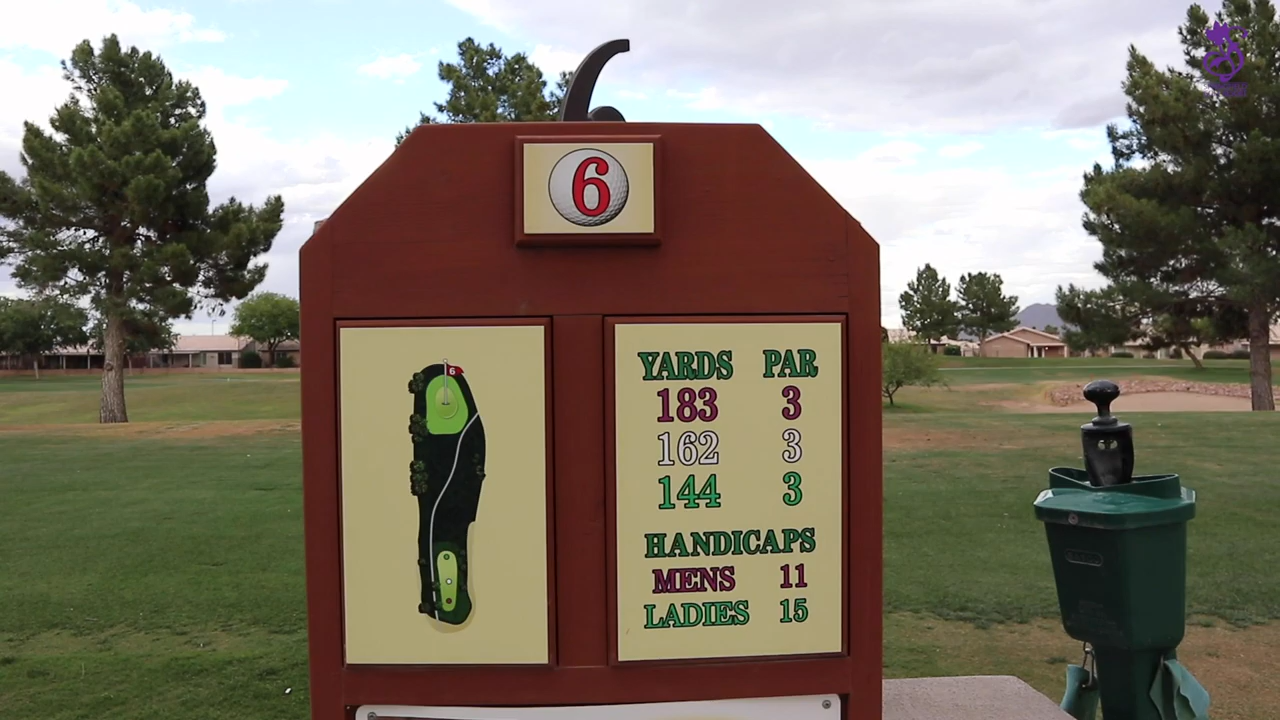 6
6
YARDS PAR
183 3
162 3
144 3
HANDICAPS
MENS 11
LADIES 15